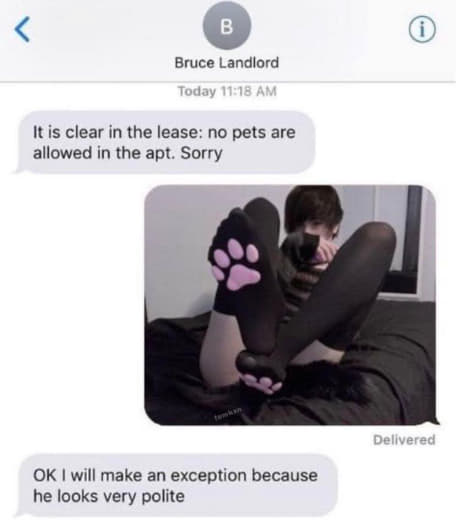 B
Bruce Landlord
Today 11:18 AM
It is clear in the lease: no pets are
allowed in the apt. Sorry
Delivered
OK I will make an exception because
he looks very polite